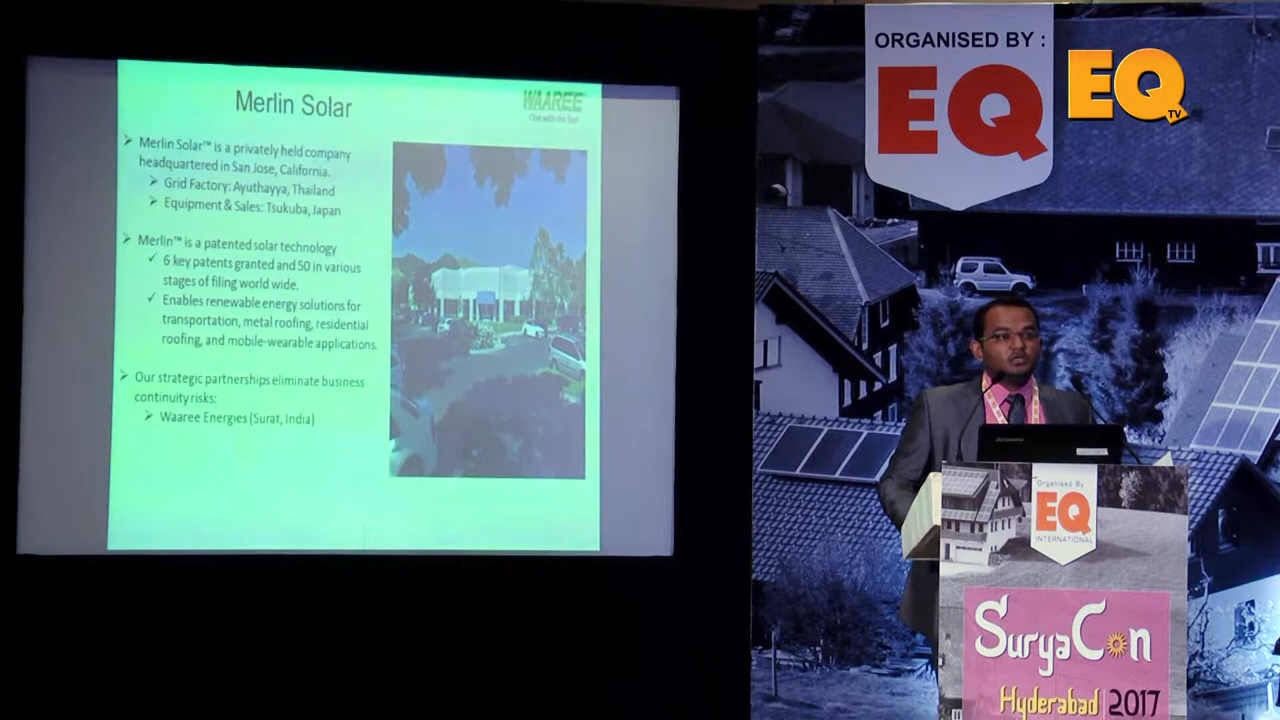 Merlin Solar
WAAREE
One with the Sun
Merlin Solar™ is a privately held company
headquartered in San Jose, California.
Grid Factory: Ayuthayya, Thailand
Equipment & Sales: Tsukuba, Japan
Merlin™ is a patented solar technology
6 key patents granted and 50 in various
stages of filing world wide.
Enables renewable energy solutions for
transportation, metal roofing, residential
roofing, and mobile-wearable applications.
Our strategic partnerships eliminate business
continuity risks:
Waaree Energies (Surat, India)
ORGANISED BY :
EQ
EQ
TV
lenovo
Organised By
EQ
INTERNATIONAL
SuryaCon
Hyderabad 2017